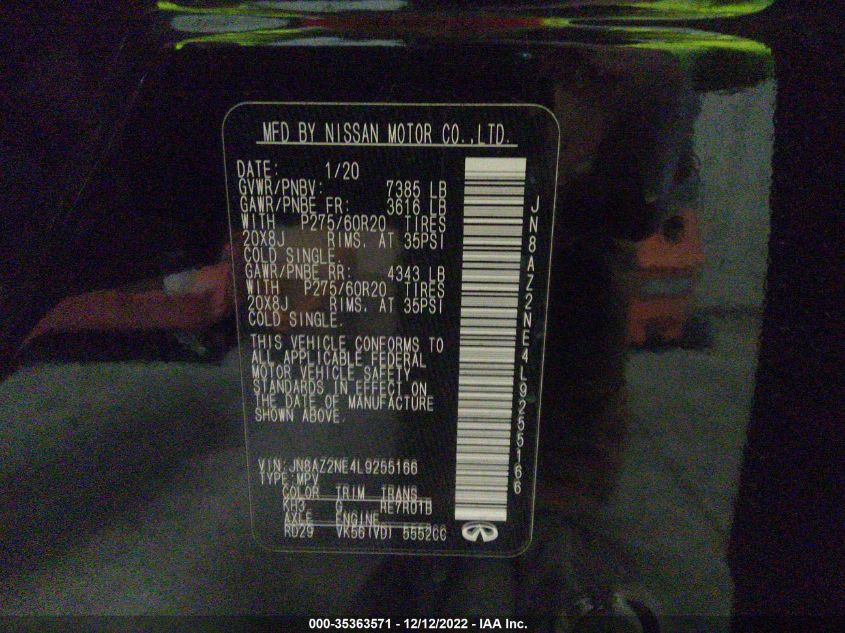 MFD BY NISSAN MOTOR CO.,LTD.
DATE: 1/20
GVWR/PNBV: 7385 LB
GAWR/PNBE FR: 3616 LB
WITH P275/60R20 TIRES
20X8J RIMS, AT 35PSI
COLD SINGLE.
GAWR/PNBE RR: 4343 LB
WITH P275/60R20 TIRES
20X8J RIMS, AT 35PSI
COLD SINGLE.
THIS VEHICLE CONFORMS TO
ALL APPLICABLE FEDERAL
MOTOR VEHICLE SAFETY
STANDARDS IN EFFECT ON
THE DATE OF MANUFACTURE
SHOWN ABOVE.
VIN:JN8AZ2NE4L9255166
TYPE:MPV
COLOR TRIM TRANS
KH3 G RE7R01B
AXLE ENGINE
RD29 VK56(VD) 5552CC
JN8AZ2NE4L9255166
000-35363571 - 12/12/2022 - IAA Inc.